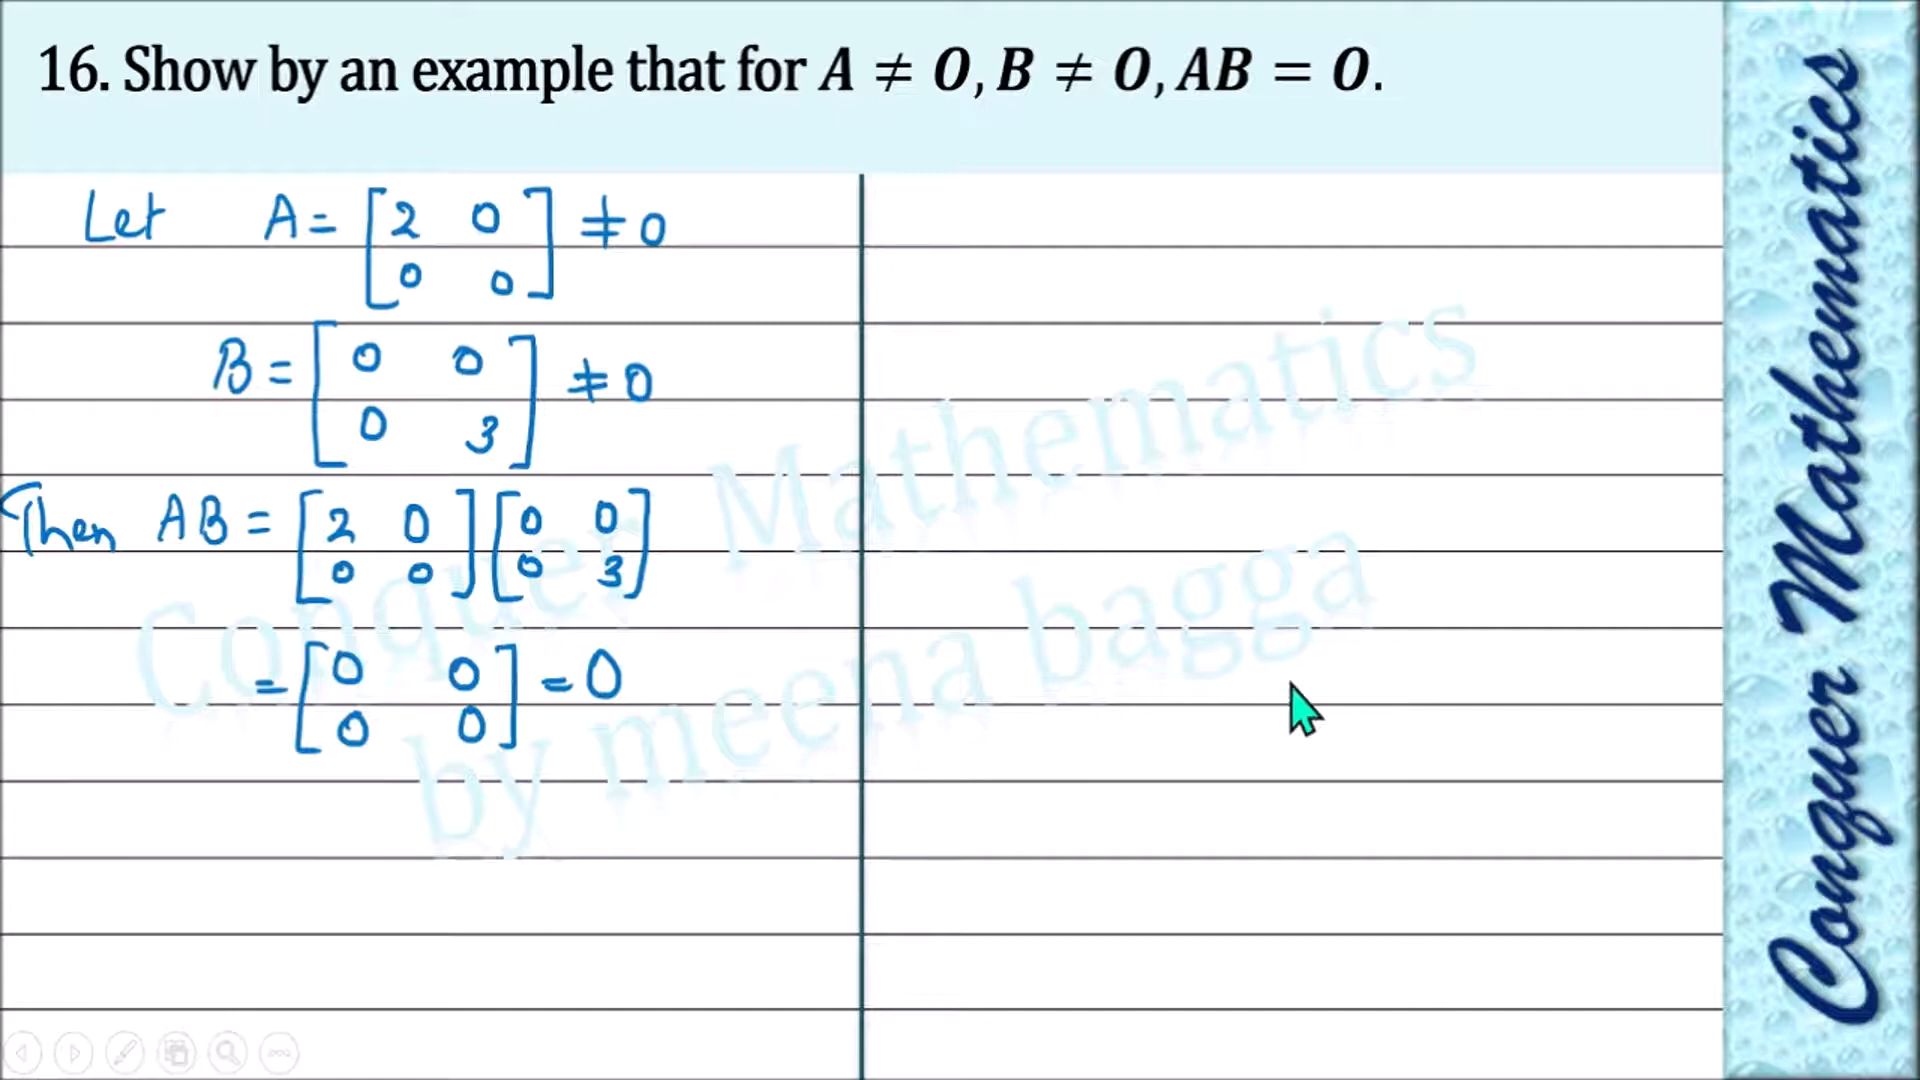 16. Show by an example that for A ≠ O, B ≠ O, AB = O.
Let A = [2 0
0 0] ≠ 0
B = [0 0
0 3] ≠ 0
Then AB = [2 0 [0 0
0 0] 0 3]
= [0 0 = 0
0 0]
Conquer Mathematics
by meena bagga
Conquer Mathematics